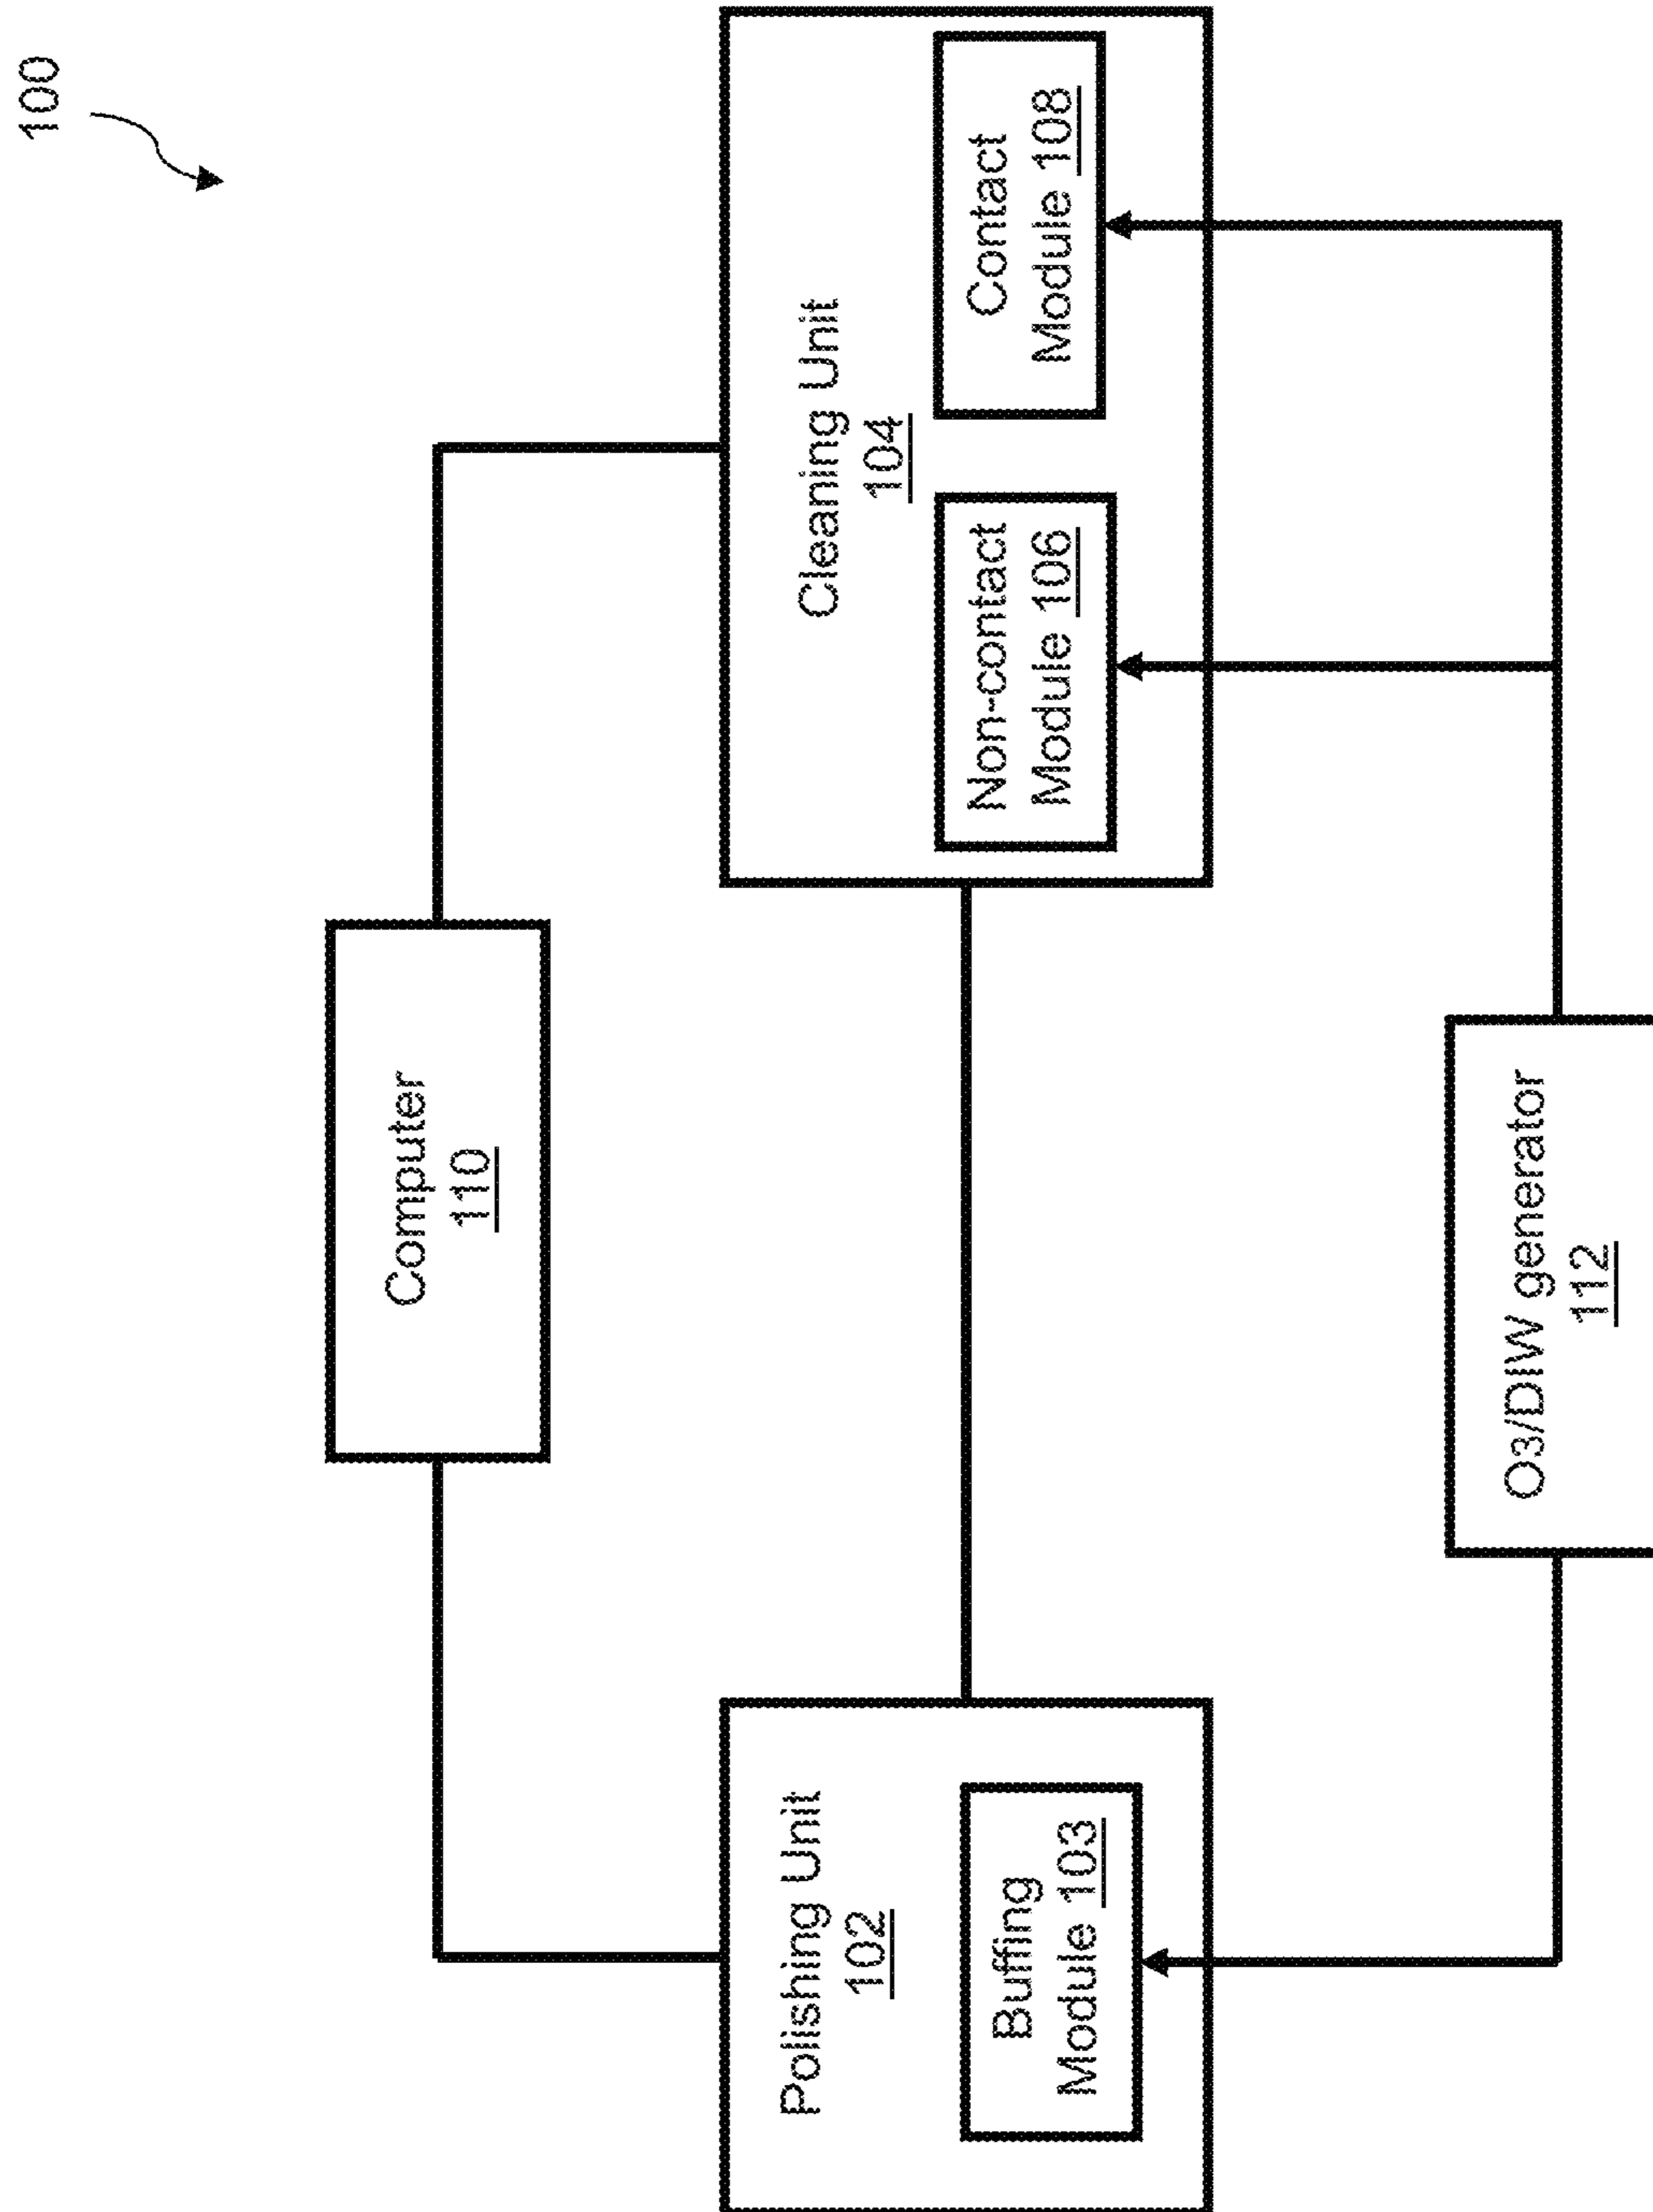 100
Computer
110
Polishing Unit
102
Buffing
Module 103
Cleaning Unit
104
Non-contact
Module 106
Contact
Module 108
O3/DIW generator
112